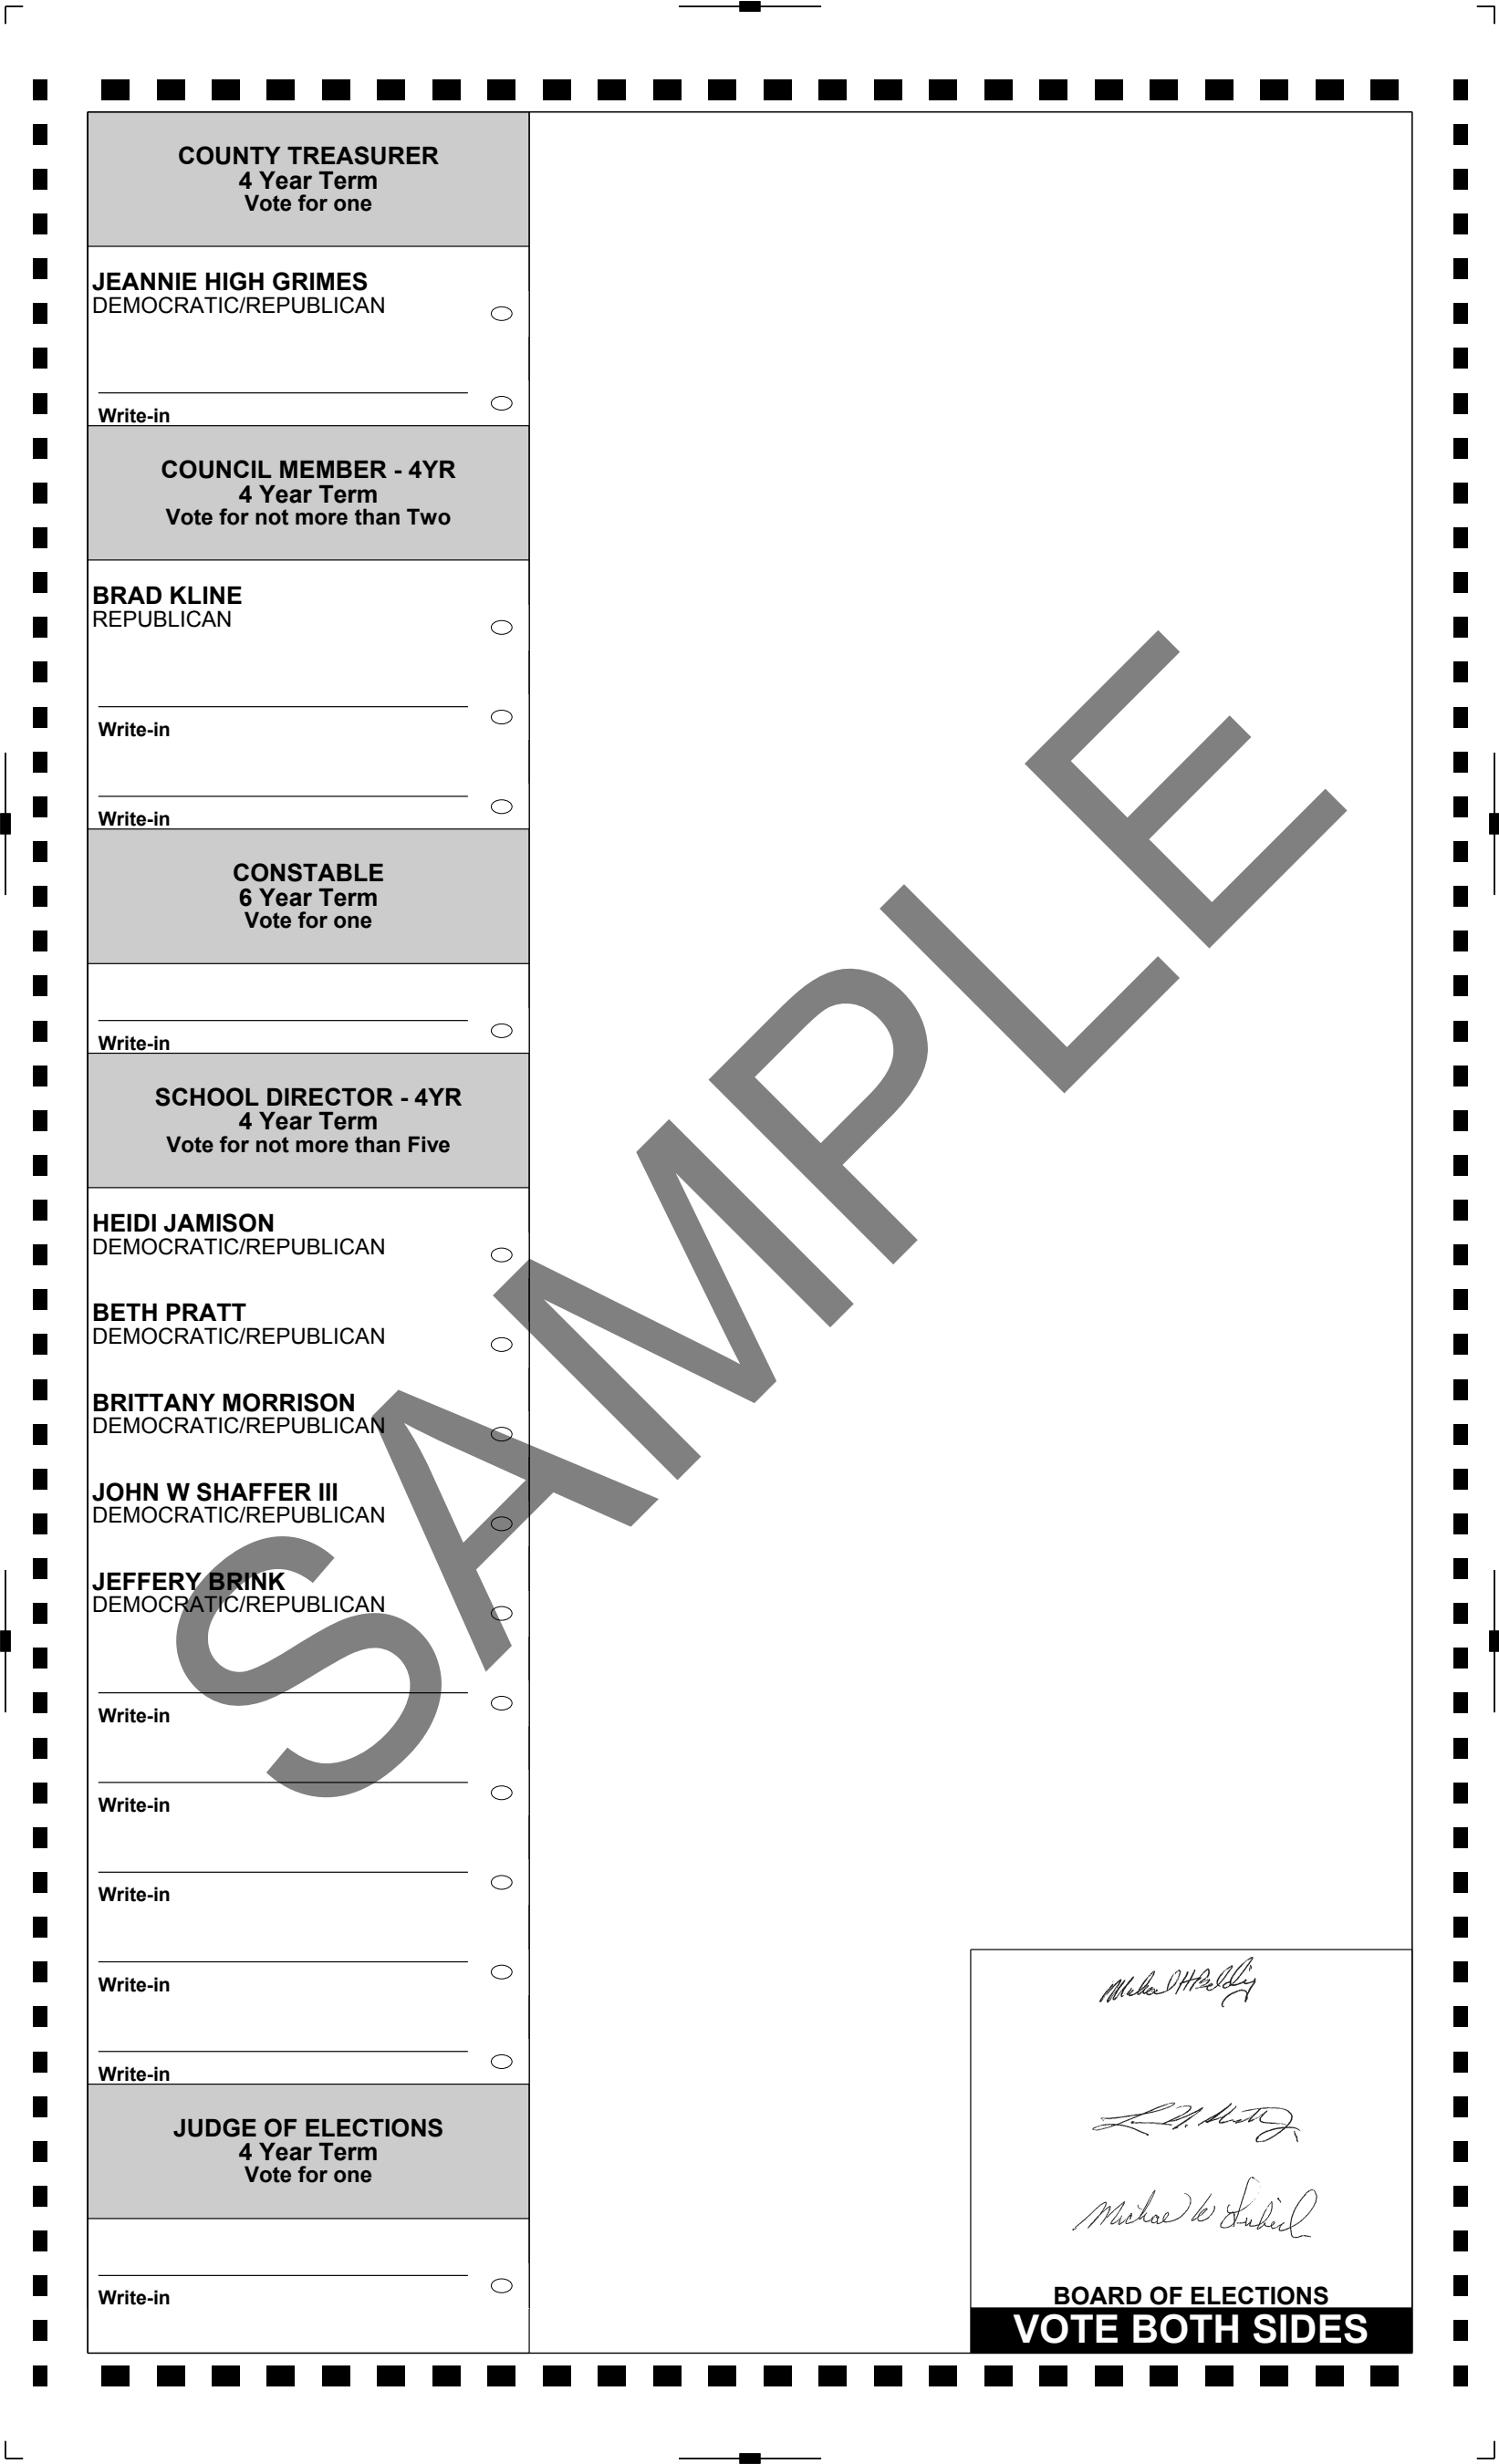 COUNTY TREASURER
4 Year Term
Vote for one
JEANNIE HIGH GRIMES
DEMOCRATIC/REPUBLICAN
Write-in
COUNCIL MEMBER - 4YR
4 Year Term
Vote for not more than Two
BRAD KLINE
REPUBLICAN
Write-in
Write-in
CONSTABLE
6 Year Term
Vote for one
Write-in
SCHOOL DIRECTOR - 4YR
4 Year Term
Vote for not more than Five
HEIDI JAMISON
DEMOCRATIC/REPUBLICAN
BETH PRATT
DEMOCRATIC/REPUBLICAN
BRITTANY MORRISON
DEMOCRATIC/REPUBLICAN
JOHN W SHAFFER III
DEMOCRATIC/REPUBLICAN
JEFFERY BRINK
DEMOCRATIC/REPUBLICAN
Write-in
Write-in
Write-in
Write-in
Write-in
JUDGE OF ELECTIONS
4 Year Term
Vote for one
Write-in
SAMPLE
Michael W
BOARD OF ELECTIONS
VOTE BOTH SIDES